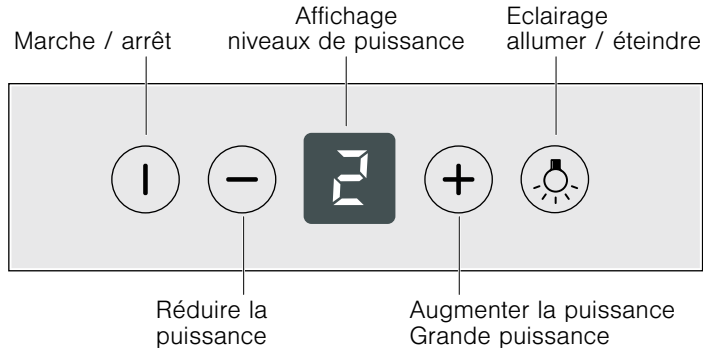 Marche / arrêt
Affichage
niveaux de puissance
Eclairage
allumer / éteindre
2
Réduire la
puissance
Augmenter la puissance
Grande puissance